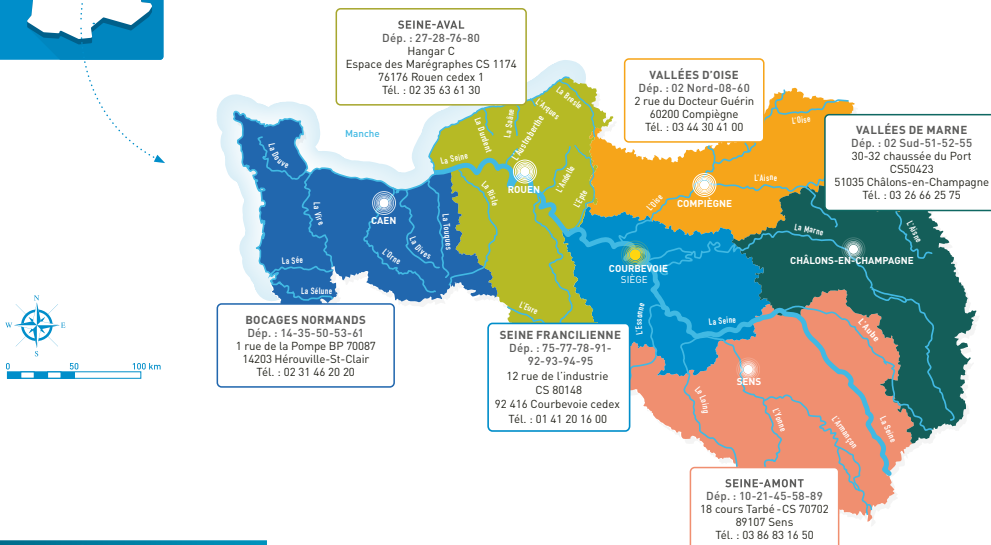 SEINE-AVAL
Dép. : 27-28-76-80
Hangar C
Espace des Marégraphes CS 1174
76176 Rouen cedex 1
Tél. : 02 35 63 61 30
VALLÉES D'OISE
Dép. : 02 Nord-08-60
2 rue du Docteur Guérin
60200 Compiègne
Tél. : 03 44 30 41 00
VALLÉES DE MARNE
Dép. : 02 Sud-51-52-55
30-32 chaussée du Port
CS50423
51035 Châlons-en-Champagne
Tél. : 03 26 66 25 75
Manche
La Bresle
L'Arques
La Saâne
La Durdent
L'Austreberthe
La Seine
ROUEN
La Risle
L'Andelle
L'Epte
L'Eure
La Douve
La Vire
CAEN
La Touques
La Dives
L'Orne
La Sée
La Sélune
L'Oise
L'Aisne
L'Oise
COMPIÈGNE
L'Aisne
La Marne
CHÂLONS-EN-CHAMPAGNE
COURBEVOIE
SIÈGE
L'Essonne
La Seine
L'Aube
SENS
Le Loing
L'Yonne
L'Armançon
La Seine
N
W
E
S
0
50
100 km
BOCAGES NORMANDS
Dép. : 14-35-50-53-61
1 rue de la Pompe BP 70087
14203 Hérouville-St-Clair
Tél. : 02 31 46 20 20
SEINE FRANCILIENNE
Dép. : 75-77-78-91-
92-93-94-95
12 rue de l'industrie
CS 80148
92 416 Courbevoie cedex
Tél. : 01 41 20 16 00
SEINE-AMONT
Dép. : 10-21-45-58-89
18 cours Tarbé - CS 70702
89107 Sens
Tél. : 03 86 83 16 50